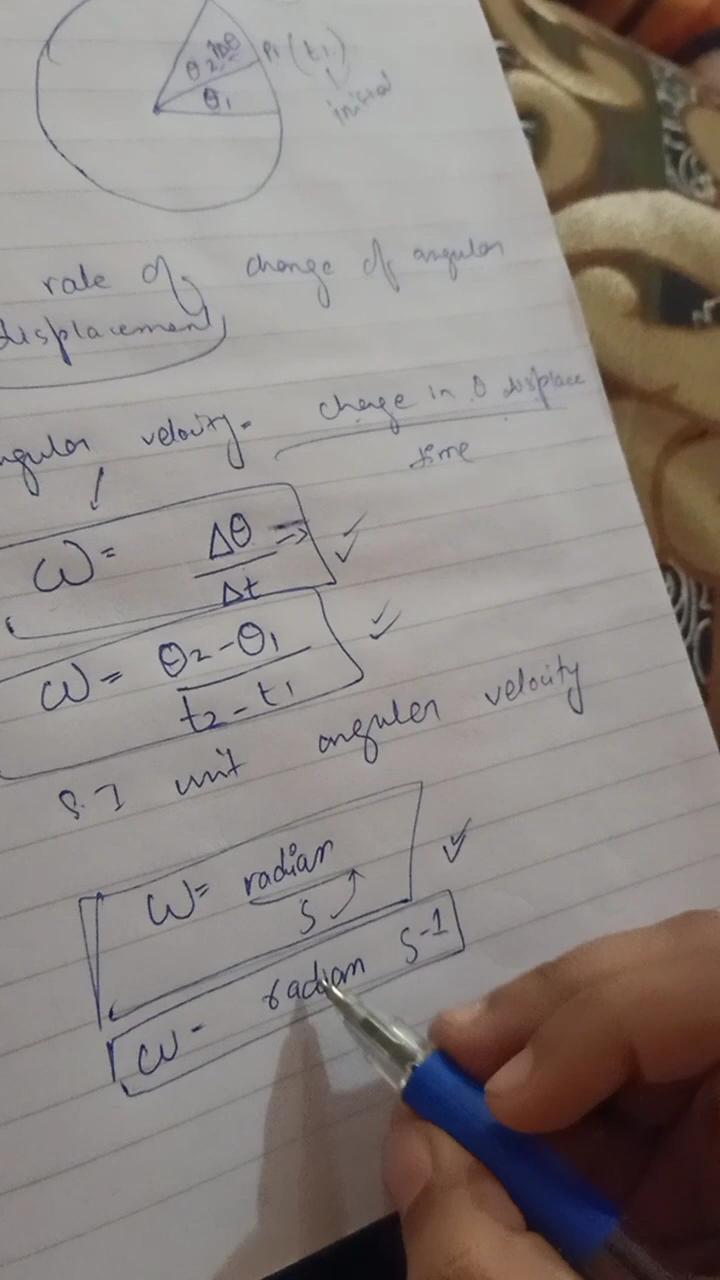 θ2 Δθ P1 (t1)
θ1
initial
rate of change of angular
displacement
ngular velocity = change in θ displace
time
ω = Δθ
Δt
ω = θ2-θ1
t2-t1
S.I unit angular velocity
ω = radian
S
ω = radian S-1